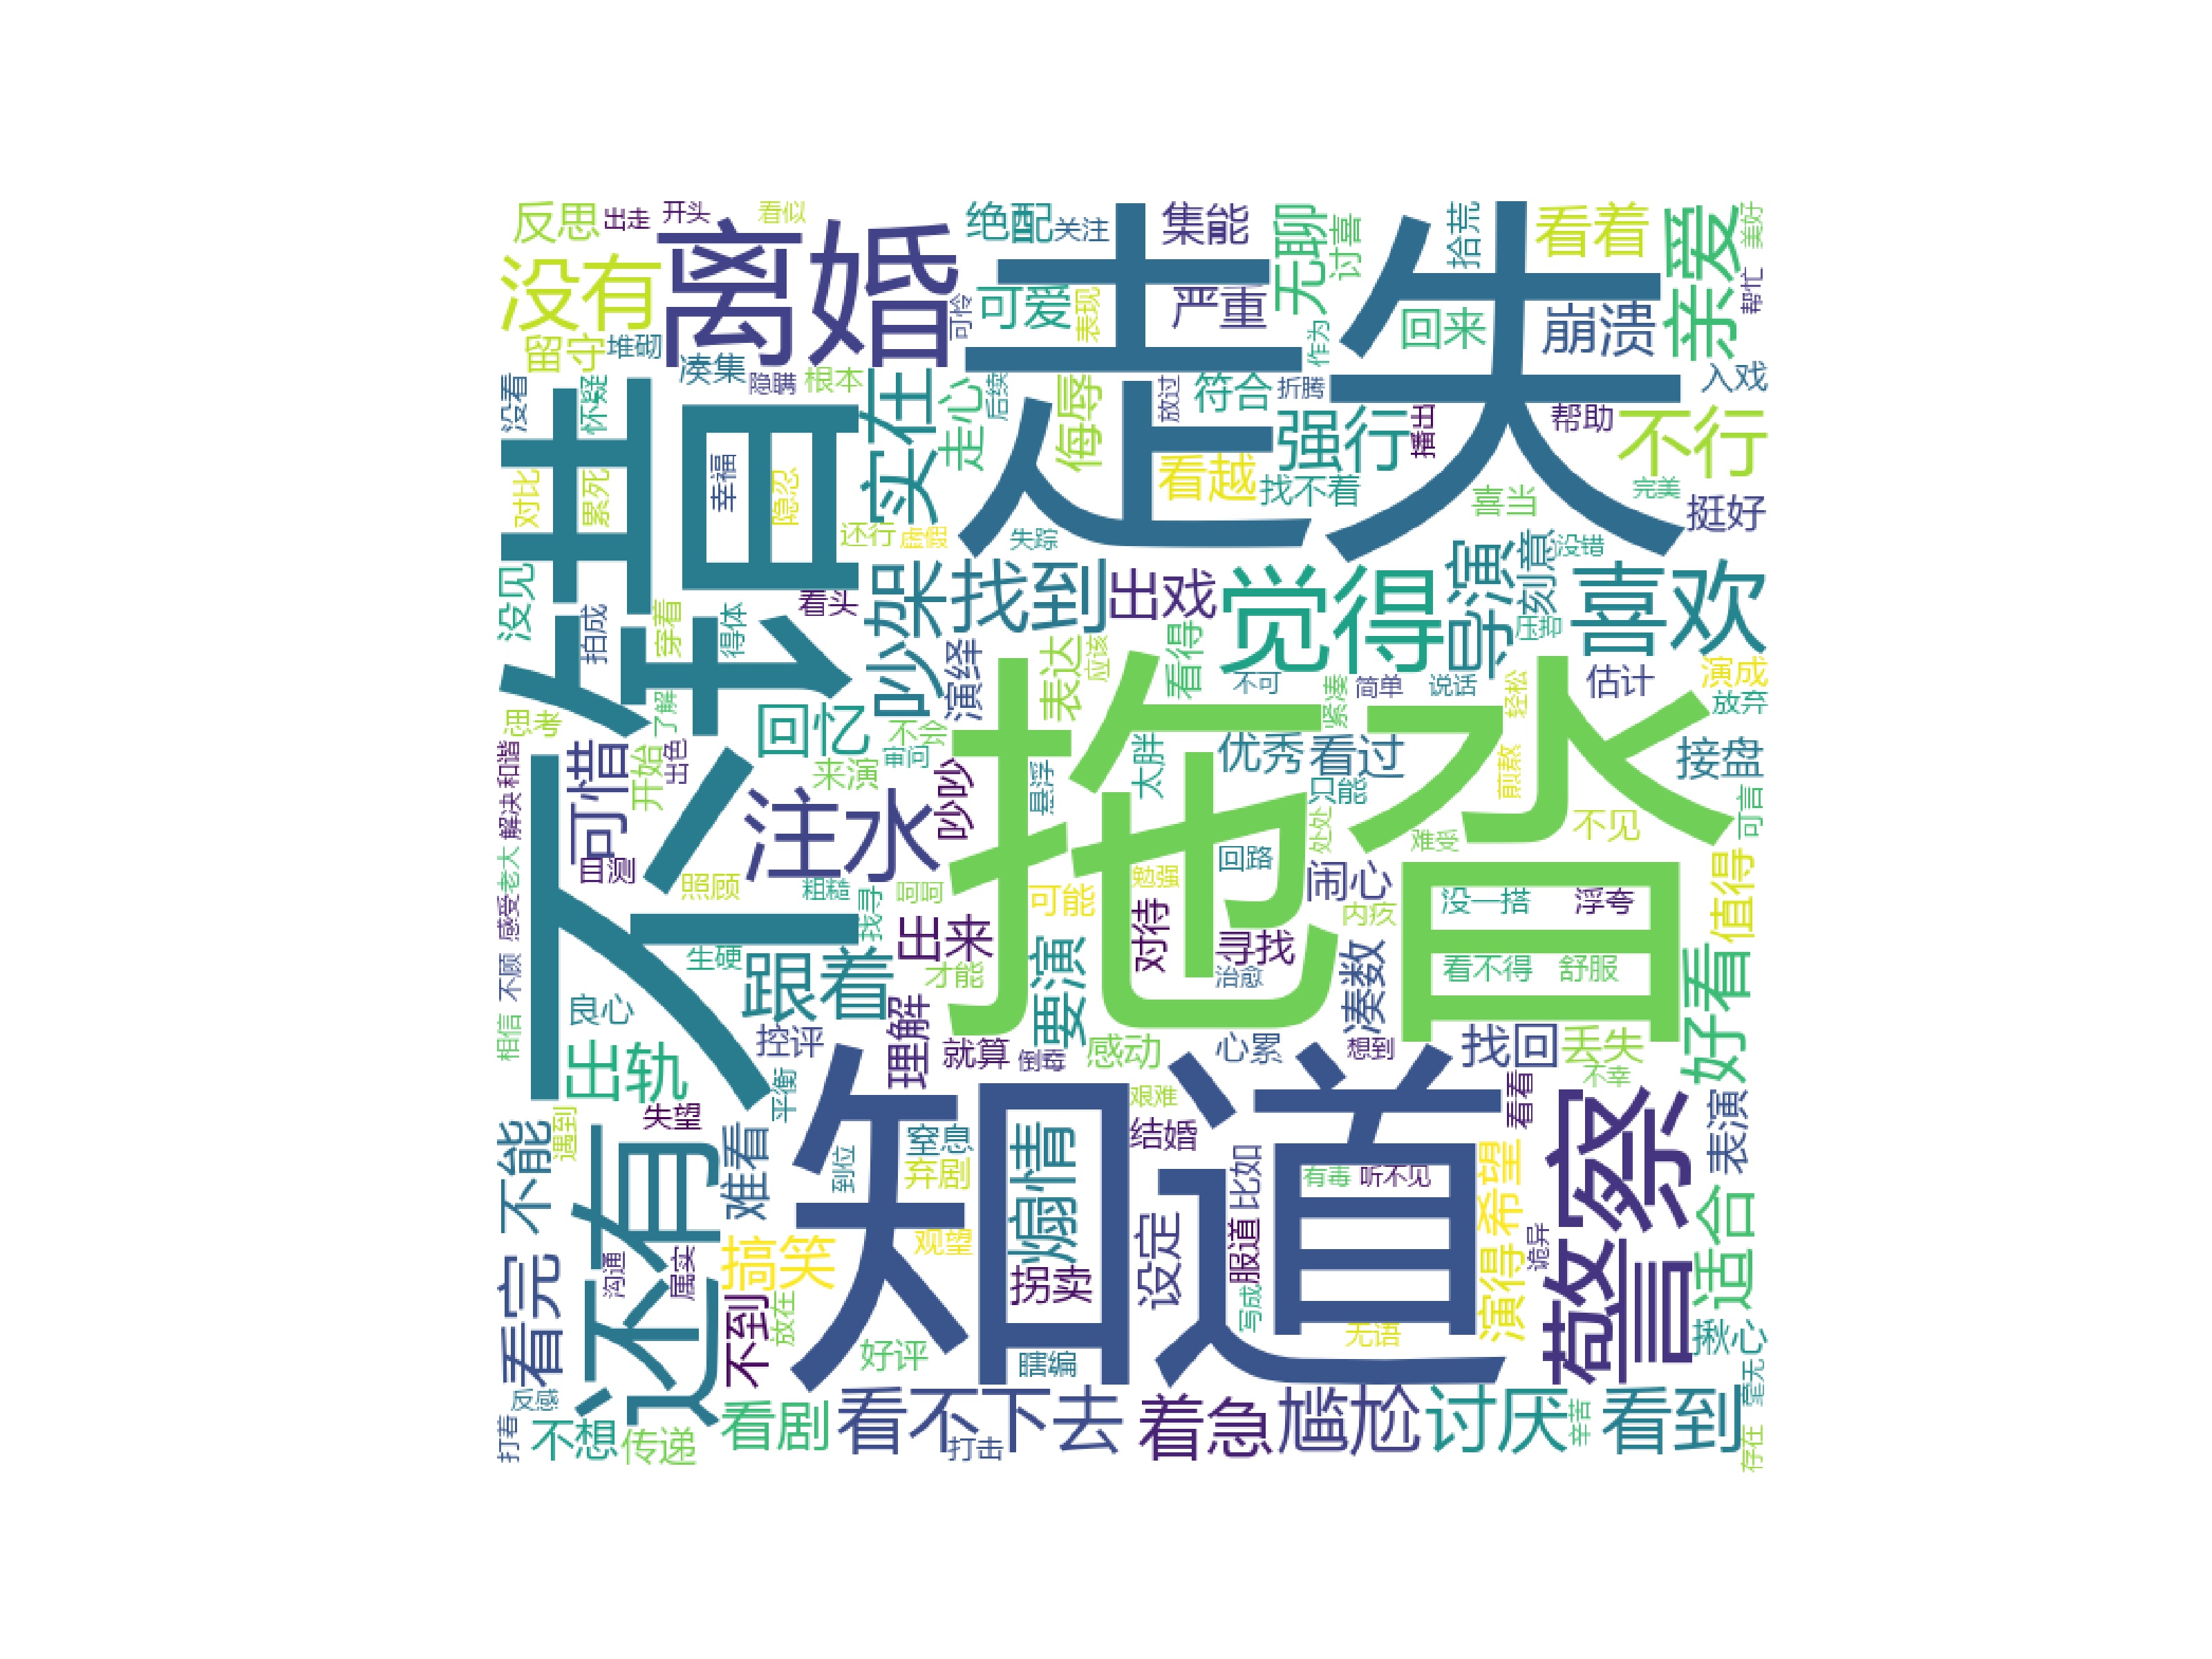 反思
出走
开头
看似
离婚
绝配
关注
走失
集能
无聊
讨喜
拾荒
看着
亲爱
美好
没有
可怜
可爱
表现
严重
作为
回来
崩溃
帮忙
留守
堆砌
凑集
隐瞒
根本
实在
后续
放过
符合
折腾
入戏
没看
怀疑
不错
走心
侮辱
强行
播出
帮助
不行
对比
累死
幸福
隐忍
看越
找不着
喜当
完美
挺好
还行
虚假
失踪
导演
刻意
没错
没见
拍成
穿着
得体
看头
吵架
找到
出戏
觉得
压抑
喜欢
演绎
表达
应该
看得
不可
简单
说话
轻松
估计
演成
放弃
思考
了解
回忆
不会
审问
紧凑
拖沓
可惜
开始
出色
来演
吵吵
悬浮
太胖
优秀
看过
只能
煎熬
接盘
解决
和谐
注水
处处
难受
不见
可言
感受
老大
目测
照顾
粗糙
呵呵
可能
勉强
回路
闹心
值得
找寻
出来
对待
内疚
没一搭
浮夸
不顾
生硬
跟着
才能
要演
寻找
治愈
凑数
看不得
舒服
好看
相信
良心
控评
理解
就算
倒霉
感动
心累
想到
找回
丢失
出轨
平衡
知道
艰难
看看
不幸
不能
遇到
失望
难看
到位
窒息
弃剧
煽情
结婚
比如
有毒
听不见
希望
警察
表演
还有
看完
沟通
属实
搞笑
观望
拐卖
设定
服道
演得
诡异
适合
不到
放在
好评
瞎编
写成
无语
揪心
打着
反感
不想
传递
看剧
看不下去
打击
着急
尴尬
讨厌
辛苦
看到
毫无
存在